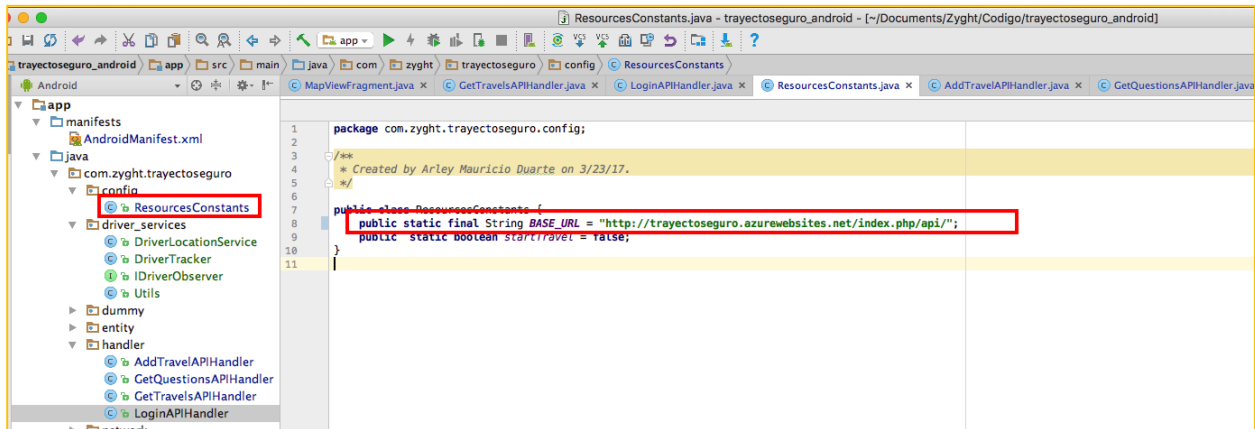 ResourcesConstants.java - trayectoseguro_android - [~/Documents/Zyght/Codigo/trayectoseguro_android]
app
VCS VCS ?
trayectoseguro_android app src main java com zyght trayectoseguro config ResourcesConstants
Android
MapViewFragment.java × GetTravelsAPIHandler.java × LoginAPIHandler.java × ResourcesConstants.java × AddTravelAPIHandler.java × GetQuestionsAPIHandler.java
app
manifests
AndroidManifest.xml
java
com.zyght.trayectoseguro
config
ResourcesConstants
driver_services
DriverLocationService
DriverTracker
IDriverObserver
Utils
dummy
entity
handler
AddTravelAPIHandler
GetQuestionsAPIHandler
GetTravelsAPIHandler
LoginAPIHandler
1 package com.zyght.trayectoseguro.config;
2
3 /**
4 * Created by Arley Mauricio Duarte on 3/23/17.
5 */
6
7 public class ResourcesConstants {
8 public static final String BASE_URL = "http://trayectoseguro.azurewebsites.net/index.php/api/";
9 public static boolean startTravel = false;
10 }
11